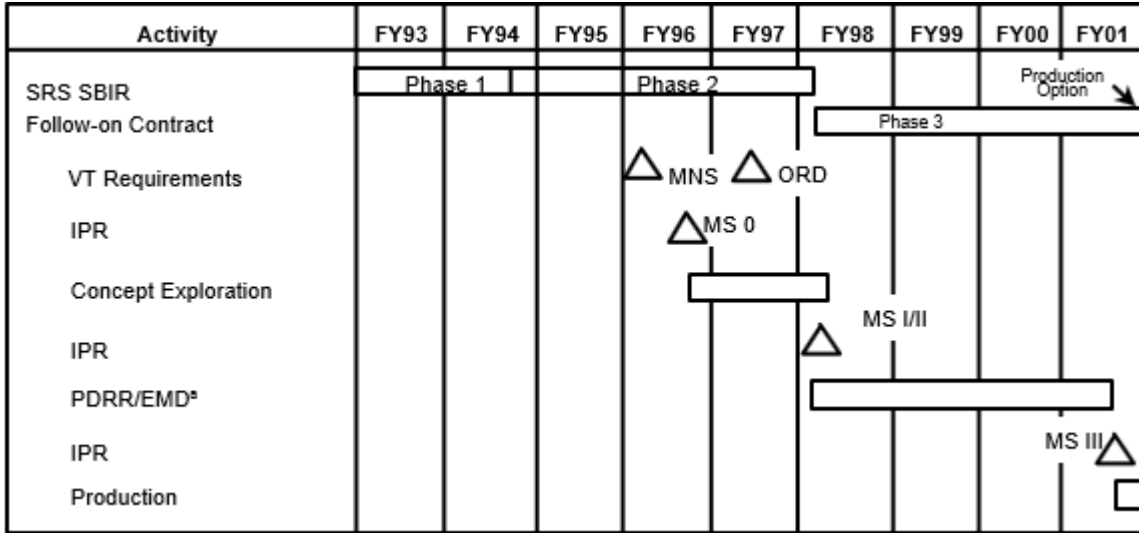 Activity FY93 FY94 FY95 FY96 FY97 FY98 FY99 FY00 FY01
SRS SBIR Phase 1 Phase 2 Production
Option
Follow-on Contract Phase 3
VT Requirements MNS ORD
IPR MS 0
Concept Exploration
MS I/II
IPR
PDRR/EMDª
IPR MS III
Production